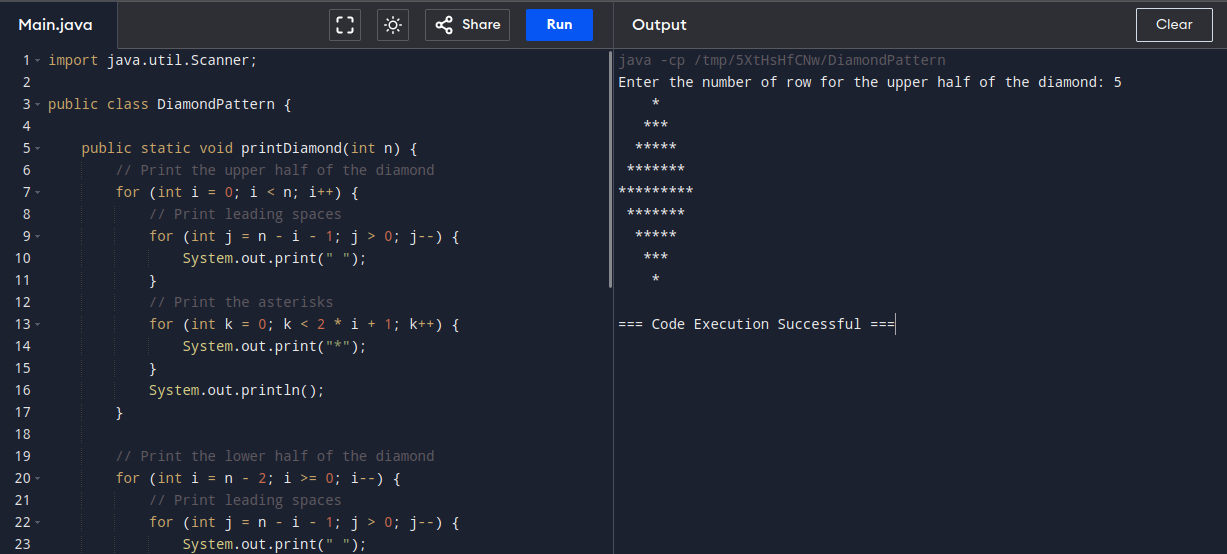 Main.java
Share
Run
Output
Clear
1 import java.util.Scanner;
2
3 public class DiamondPattern {
4
5     public static void printDiamond(int n) {
6         // Print the upper half of the diamond
7         for (int i = 0; i < n; i++) {
8             // Print leading spaces
9             for (int j = n - i - 1; j > 0; j--) {
10                 System.out.print(" ");
11             }
12             // Print the asterisks
13             for (int k = 0; k < 2 * i + 1; k++) {
14                 System.out.print("*");
15             }
16             System.out.println();
17         }
18
19         // Print the lower half of the diamond
20         for (int i = n - 2; i >= 0; i--) {
21             // Print leading spaces
22             for (int j = n - i - 1; j > 0; j--) {
23                 System.out.print(" ");
java -cp /tmp/5XtHsHfCNw/DiamondPattern
Enter the number of row for the upper half of the diamond: 5
    *
   ***
  *****
 *******
*********
 *******
  *****
   ***
    *
=== Code Execution Successful ===